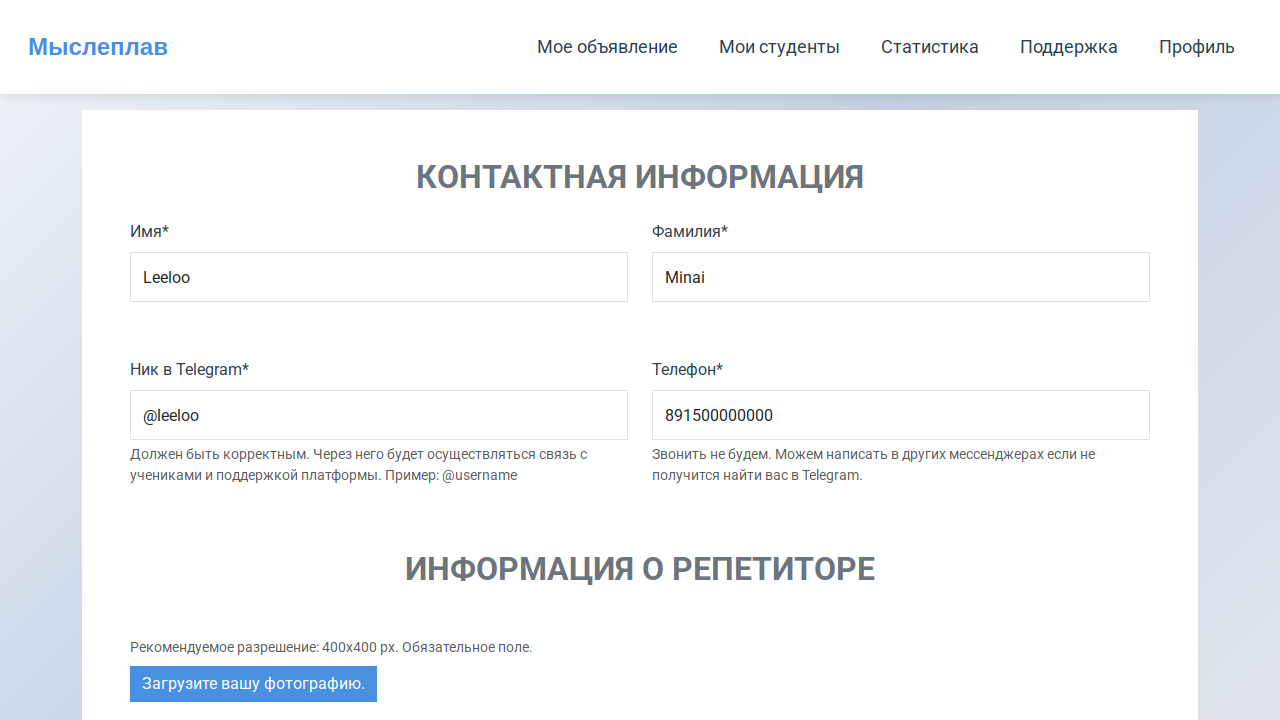 Мыслеплав
Мое объявление
Мои студенты
Статистика
Поддержка
Профиль
КОНТАКТНАЯ ИНФОРМАЦИЯ
Имя*
Фамилия*
Leeloo
Minai
Ник в Telegram*
Телефон*
@leeloo
891500000000
Должен быть корректным. Через него будет осуществляться связь с
учениками и поддержкой платформы. Пример: @username
Звонить не будем. Можем написать в других мессенджерах если не
получится найти вас в Telegram.
ИНФОРМАЦИЯ О РЕПЕТИТОРЕ
Рекомендуемое разрешение: 400x400 px. Обязательное поле.
Загрузите вашу фотографию.